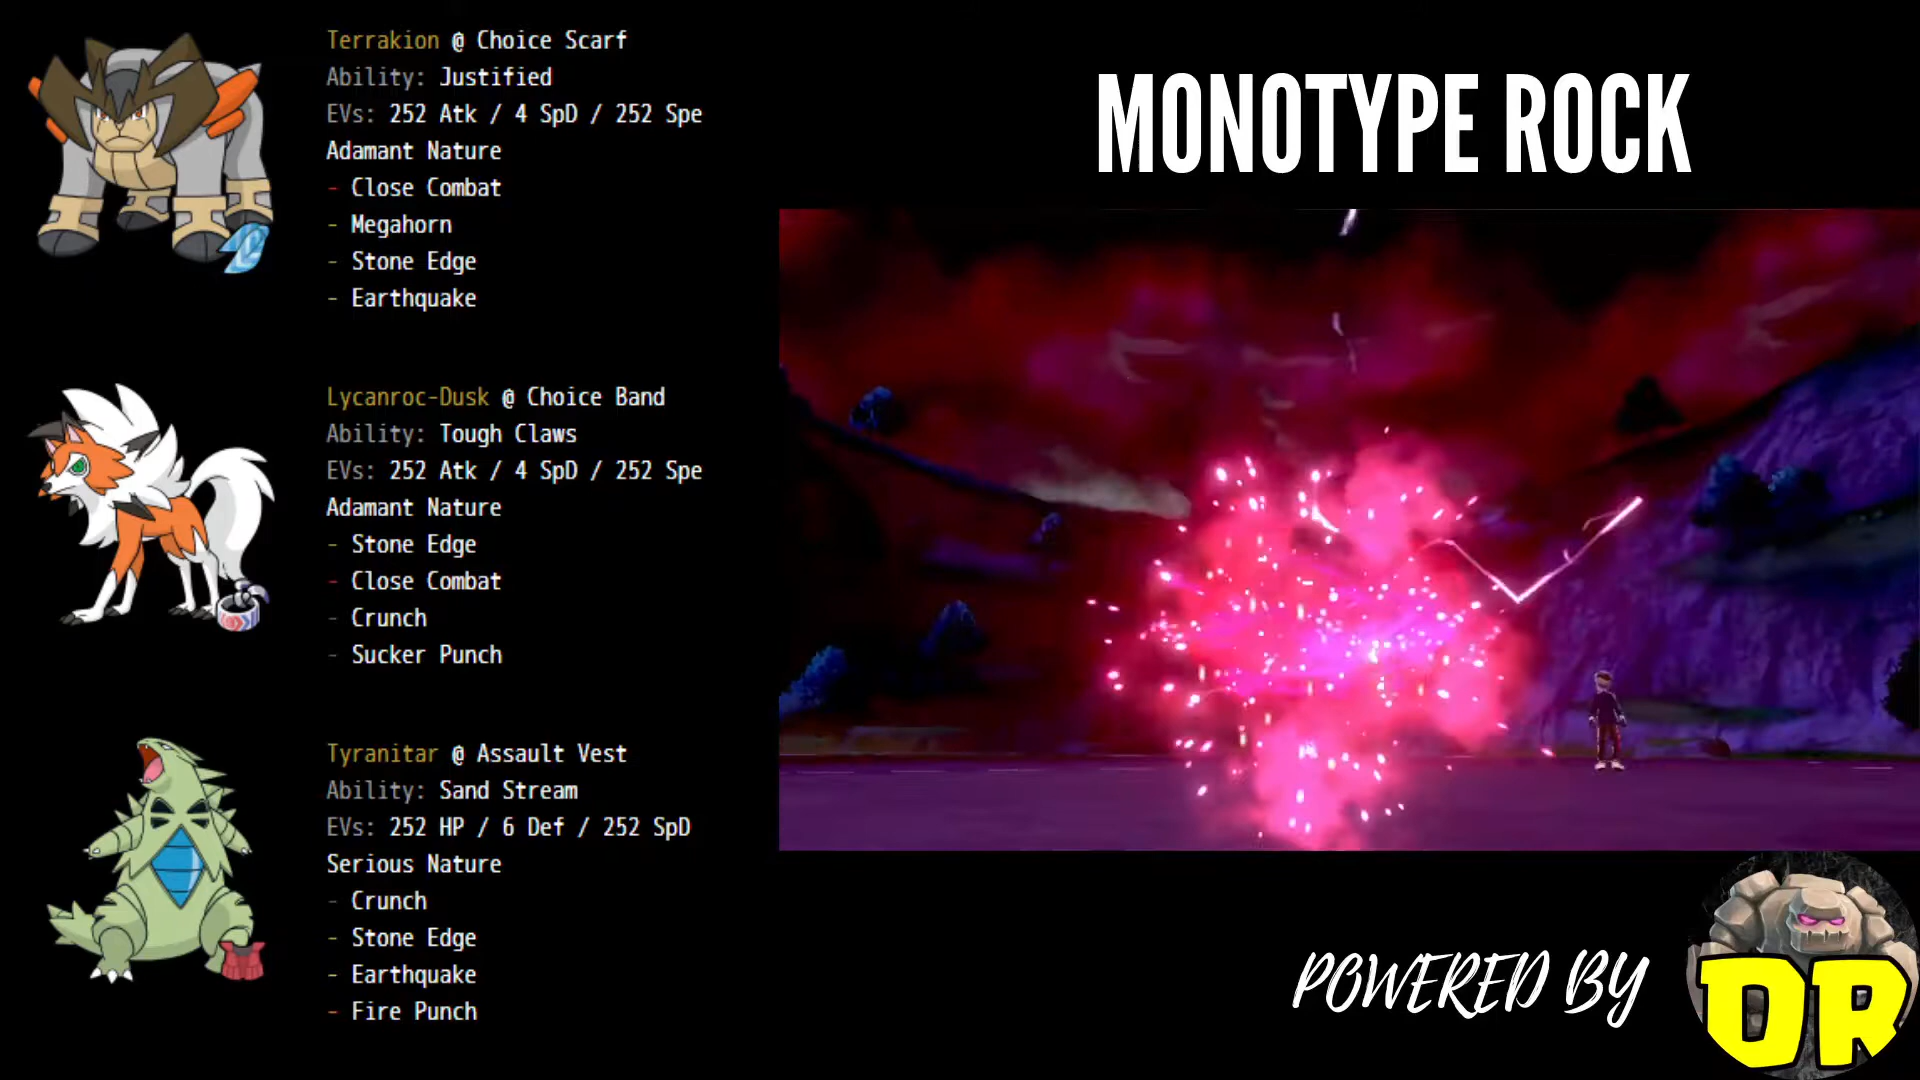 Terrakion @ Choice Scarf
Ability: Justified
EVs: 252 Atk / 4 SpD / 252 Spe
Adamant Nature
- Close Combat
- Megahorn
- Stone Edge
- Earthquake
Lycanroc-Dusk @ Choice Band
Ability: Tough Claws
EVs: 252 Atk / 4 SpD / 252 Spe
Adamant Nature
- Stone Edge
- Close Combat
- Crunch
- Sucker Punch
Tyranitar @ Assault Vest
Ability: Sand Stream
EVs: 252 HP / 6 Def / 252 SpD
Serious Nature
- Crunch
- Stone Edge
- Earthquake
- Fire Punch
MONOTYPE ROCK
POWERED BY
DR